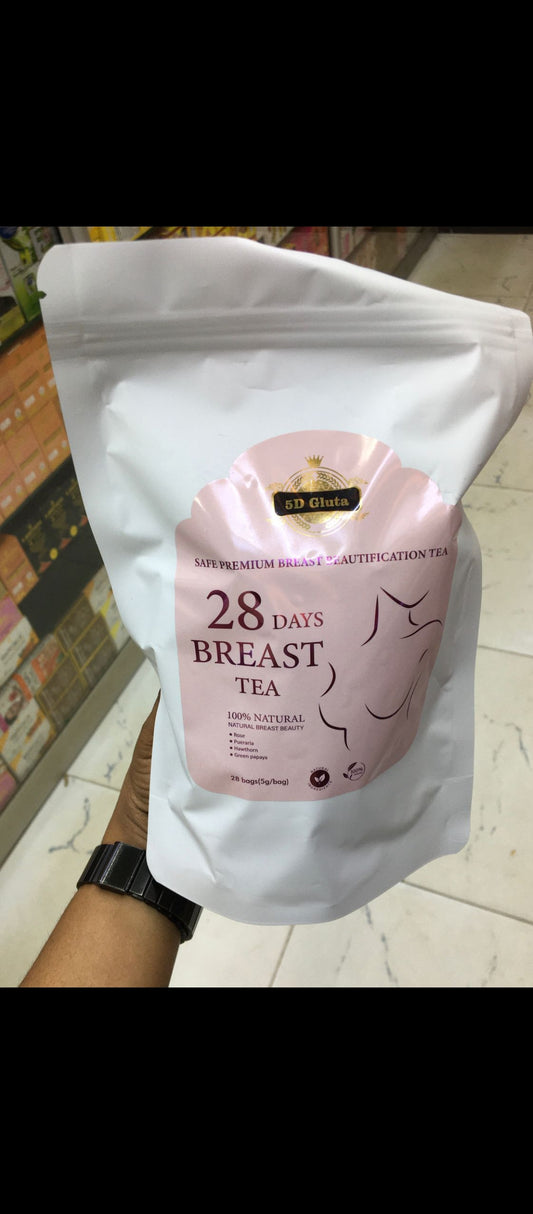 5D Gluta
SAFE PREMIUM BREAST BEAUTIFICATION TEA
28 DAYS
BREAST
TEA
100% NATURAL
NATURAL BREAST BEAUTY
• Rose
• Pueraria
• Hawthorn
• Green papaya
28 bags(5g/bag)